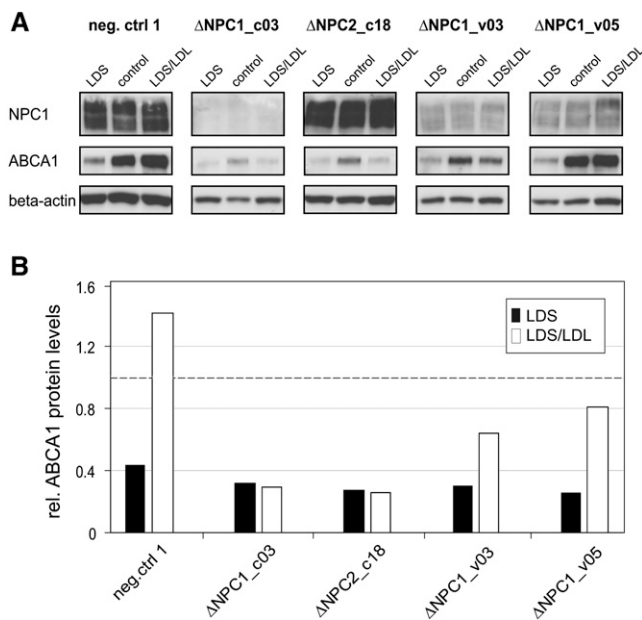 A
neg. ctrl 1 ΔNPC1_c03 ΔNPC2_c18 ΔNPC1_v03 ΔNPC1_v05
LDS control LDS/LDL LDS control LDS/LDL LDS control LDS/LDL LDS control LDS/LDL LDS control LDS/LDL
NPC1
ABCA1
beta-actin
B
rel. ABCA1 protein levels
1.6
1.2
0.8
0.4
0
LDS
LDS/LDL
neg.ctrl 1 ΔNPC1_c03 ΔNPC2_c18 ΔNPC1_v03 ΔNPC1_v05